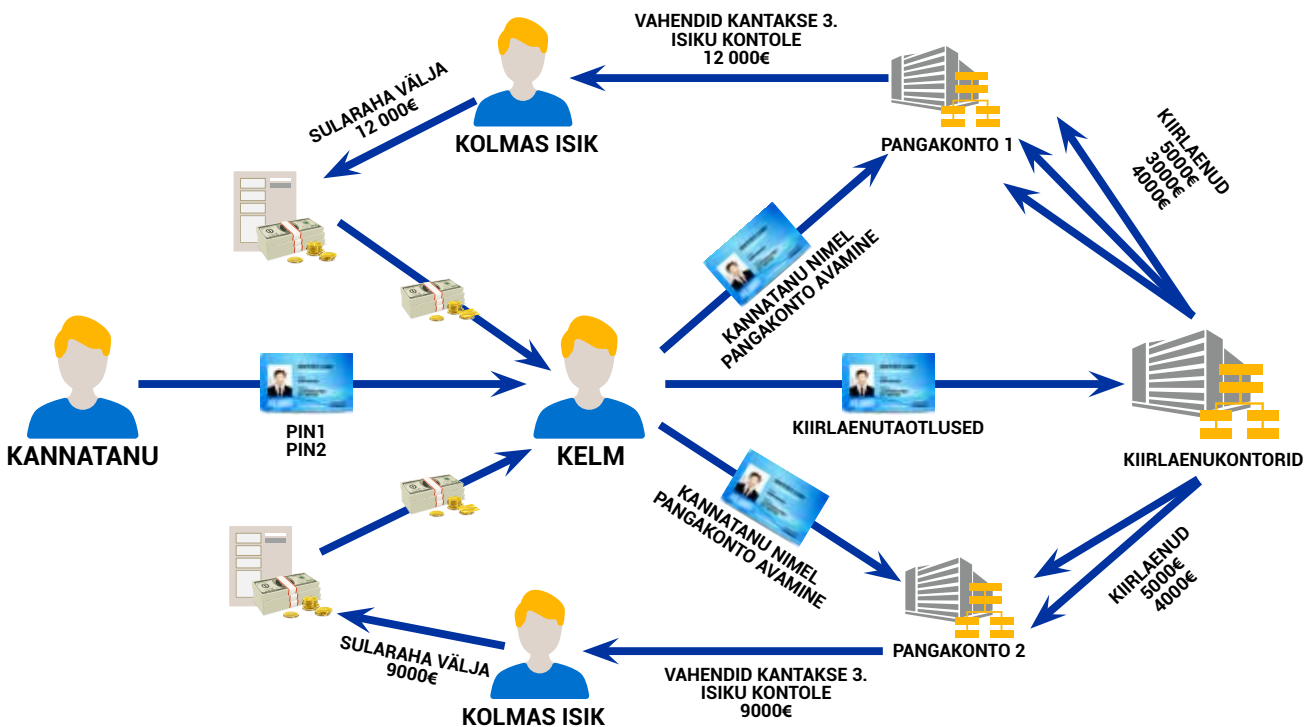 VAHENDID KANTAKSE 3.
ISIKU KONTOLE
12 000€
SULARAHA VÄLJA
12 000€
KOLMAS ISIK
PANGAKONTO 1
KIIRLAENUD
5000€
3000€
4000€
KANNATANU NIMEL
PANGAKONTO AVAMINE
KANNATANU
PIN1
PIN2
KELM
KIIRLAENUTAOTLUSED
KIIRLAENUKONTORID
KANNATANU NIMEL
PANGAKONTO AVAMINE
KIIRLAENUD
5000€
4000€
PANGAKONTO 2
SULARAHA VÄLJA
9000€
KOLMAS ISIK
VAHENDID KANTAKSE 3.
ISIKU KONTOLE
9000€